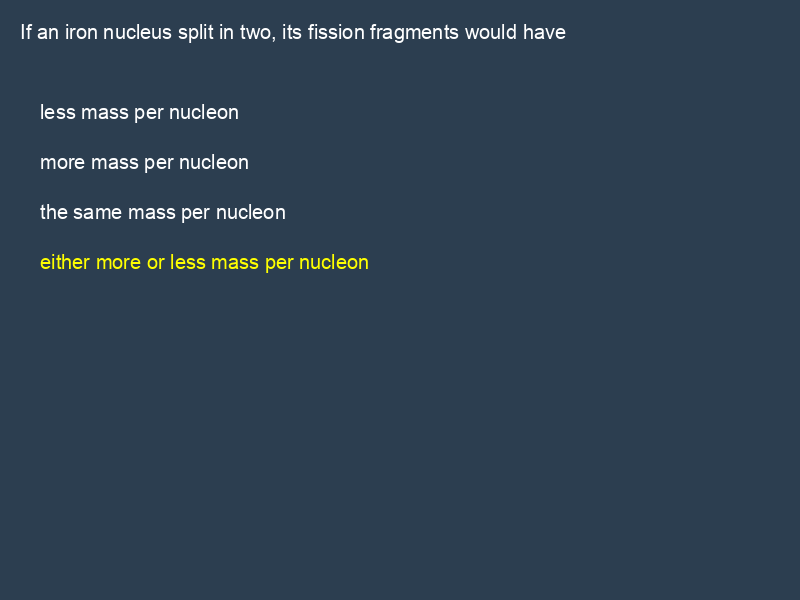 If an iron nucleus split in two, its fission fragments would have
less mass per nucleon
more mass per nucleon
the same mass per nucleon
either more or less mass per nucleon